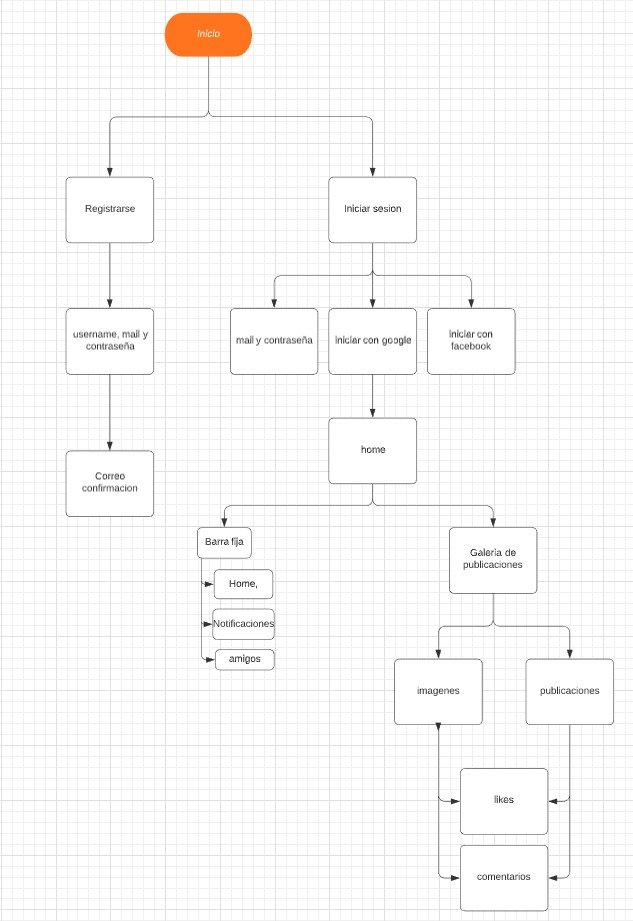 Inicio
Registrarse
Iniciar sesion
username, mail y
contraseña
mail y contraseña
iniciar con google
iniciar con
facebook
home
Correo
confirmacion
Barra fija
Galeria de
publicaciones
Home,
Notificaciones
amigos
imagenes
publicaciones
likes
comentarios